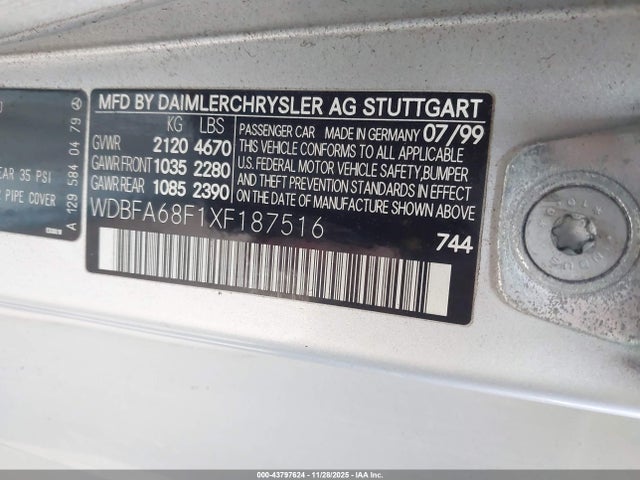 MFD BY DAIMLERCHRYSLER AG STUTTGART
KG LBS
GVWR 2120 4670
GAWR FRONT 1035 2280
GAWR REAR 1085 2390
PASSENGER CAR MADE IN GERMANY 07/99
THIS VEHICLE CONFORMS TO ALL APPLICABLE
U.S. FEDERAL MOTOR VEHICLE SAFETY,BUMPER
AND THEFT PREVENTION STANDARDS IN
EFFECT ON THE DATE OF
MANUFACTURE SHOWN ABOVE
WDBFA68F1XF187516
744
EAR 35 PSI
PIPE COVER
A 129 584 04 79
000-43797624 | 11/28/2025 - IAAI.COM